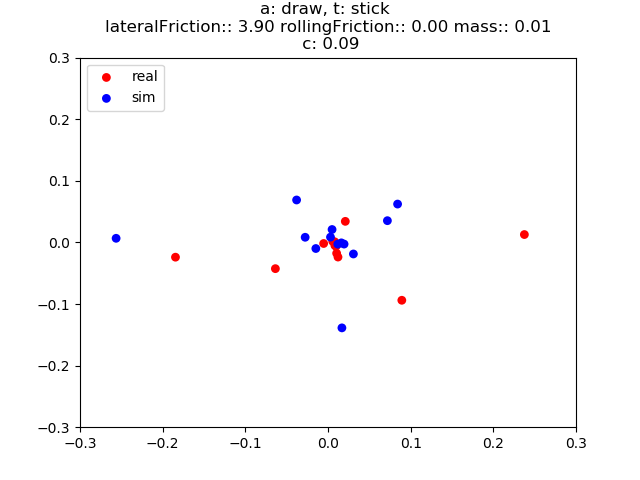 a: draw, t: stick
lateralFriction:: 3.90 rollingFriction:: 0.00 mass:: 0.01
c: 0.09
real
sim
0.3
0.2
0.1
0.0
−0.1
−0.2
−0.3
−0.3 −0.2 −0.1 0.0 0.1 0.2 0.3